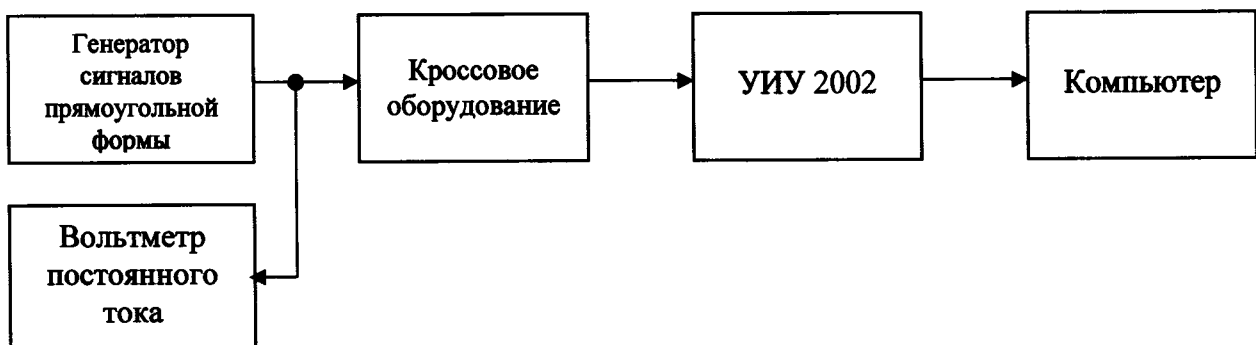 Генератор
сигналов
прямоугольной
формы
Кроссовое
оборудование
УИУ 2002
Компьютер
Вольтметр
постоянного
тока